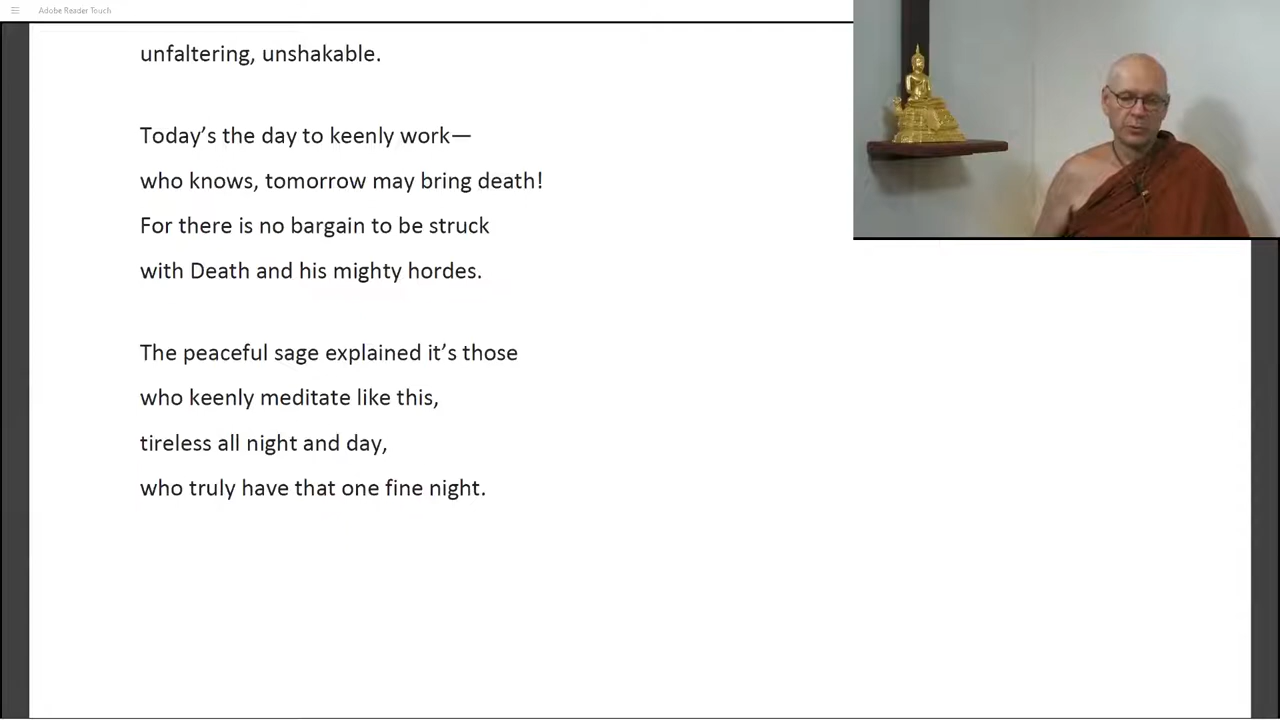 Adobe Reader Touch
unfaltering, unshakable.
Today’s the day to keenly work—
who knows, tomorrow may bring death!
For there is no bargain to be struck
with Death and his mighty hordes.
The peaceful sage explained it’s those
who keenly meditate like this,
tireless all night and day,
who truly have that one fine night.